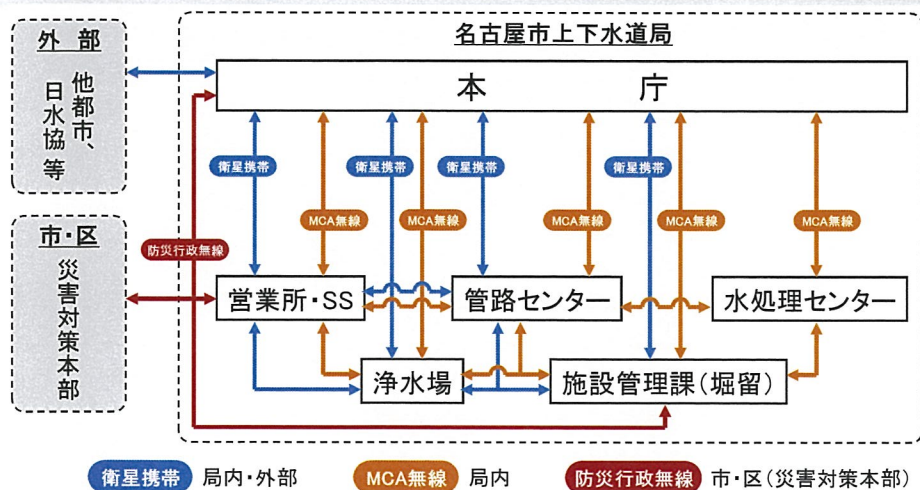 外 部
他都市、
日水協 等
名古屋市上下水道局
本 庁
衛星携帯
衛星携帯
衛星携帯
衛星携帯
MCA無線
MCA無線
MCA無線
MCA無線
MCA無線
市・区
災害対策本部
防災行政無線
営業所・SS
管路センター
水処理センター
浄水場
施設管理課(堀留)
衛星携帯 局内・外部 MCA無線 局内 防災行政無線 市・区(災害対策本部)